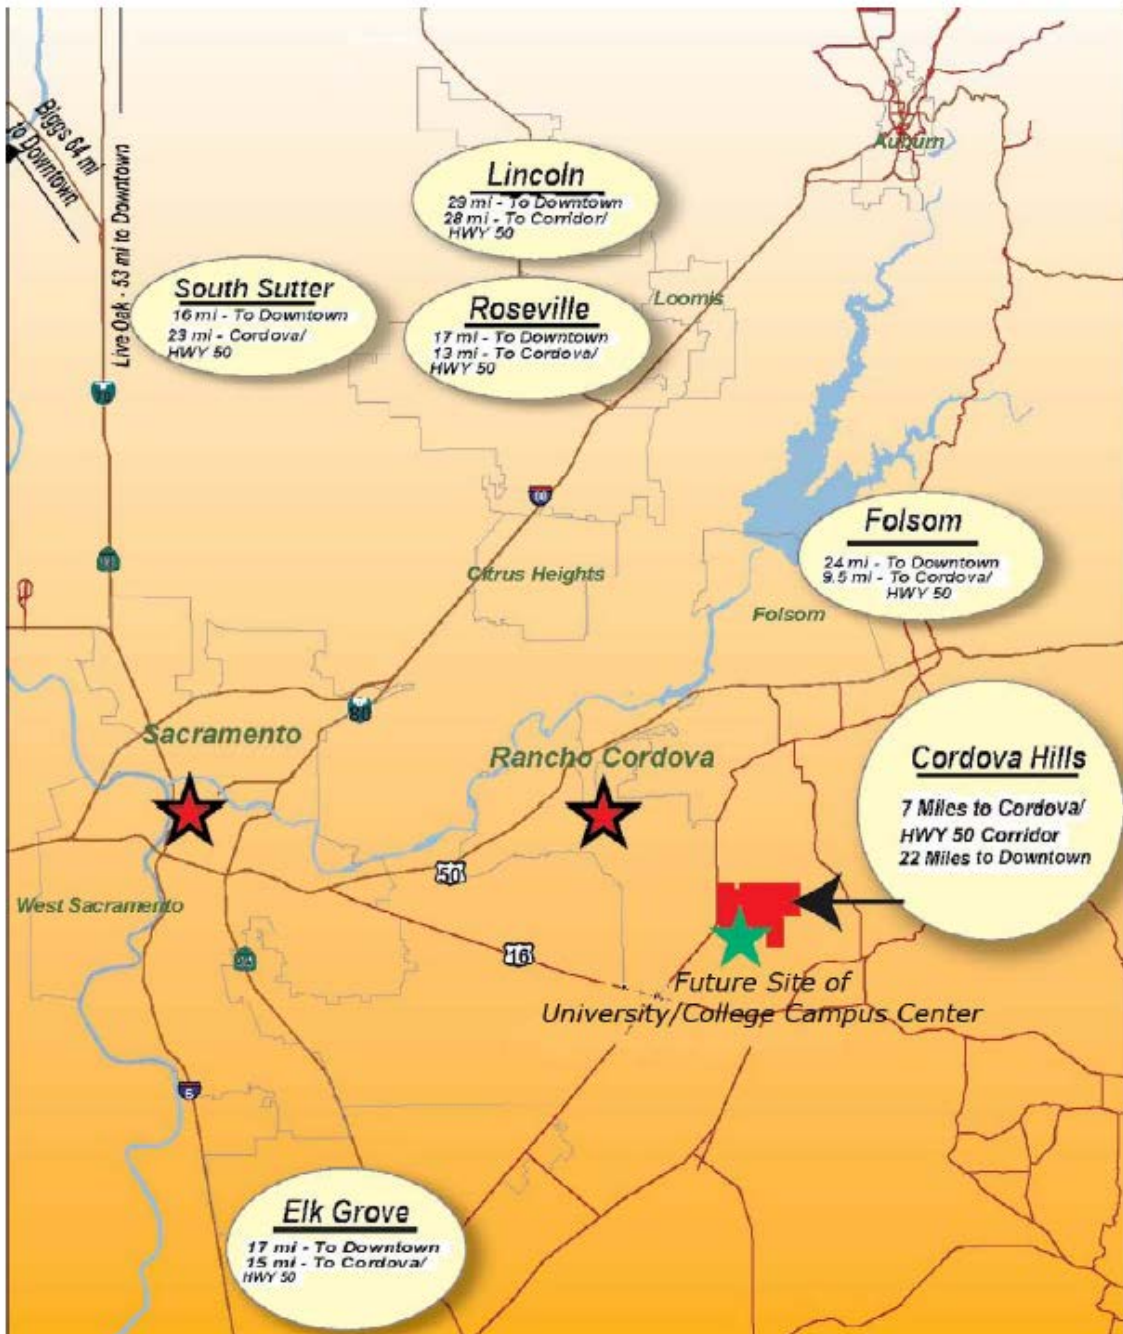 Biggs 64 mi
to Downtown
Live Oak - 53 mi to Downtown
Auburn
Lincoln
29 mi - To Downtown
28 mi - To Corridor/
HWY 50
South Sutter
16 mi - To Downtown
23 mi - Cordova/
HWY 50
Roseville
17 mi - To Downtown
13 mi - To Cordova/
HWY 50
Loomis
70
Folsom
24 mi - To Downtown
9.5 mi - To Cordova/
HWY 50
Citrus Heights
Folsom
80
Sacramento
Rancho Cordova
Cordova Hills
7 Miles to Cordova/
HWY 50 Corridor
22 Miles to Downtown
50
West Sacramento
16
Future Site of
University/College Campus Center
5
Elk Grove
17 mi - To Downtown
15 mi - To Cordova/
HWY 50